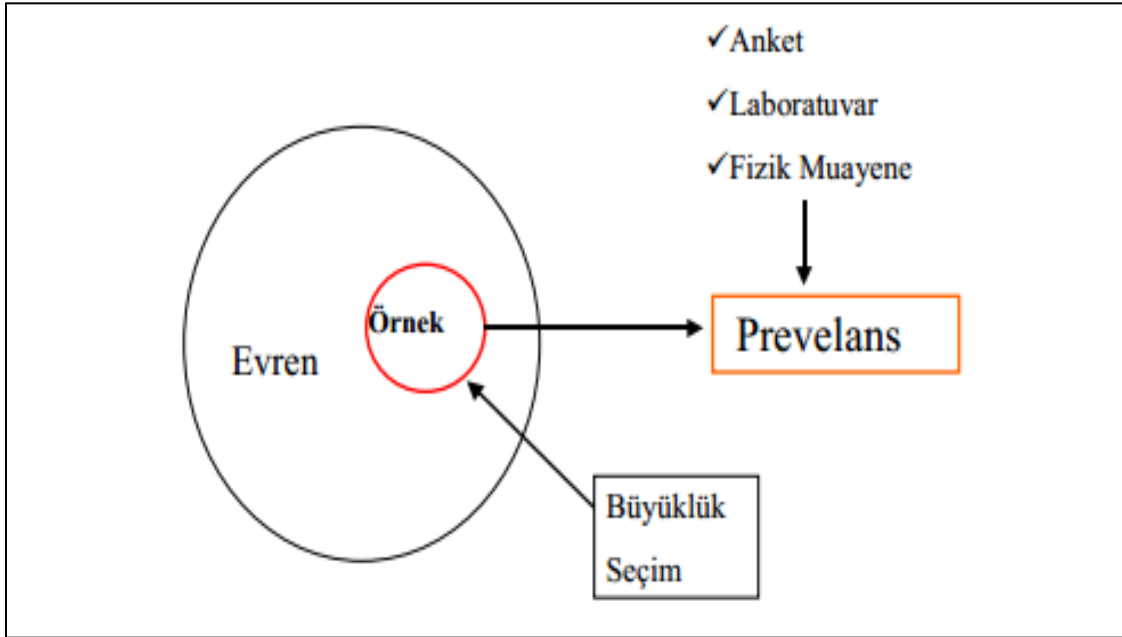 ✓Anket
✓Laboratuvar
✓Fizik Muayene
Örnek
Evren
Prevelans
Büyüklük
Seçim